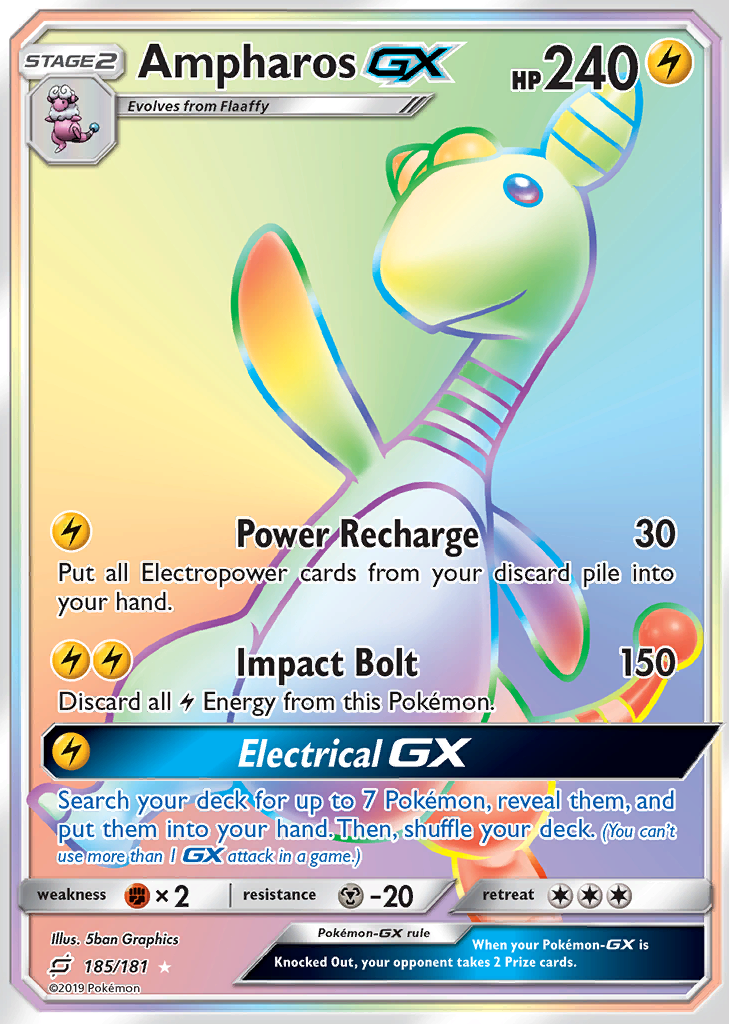 STAGE 2
Ampharos GX
HP 240
Evolves from Flaaffy
Power Recharge 30
Put all Electropower cards from your discard pile into
your hand.
Impact Bolt 150
Discard all Energy from this Pokémon.
Electrical GX
Search your deck for up to 7 Pokémon, reveal them, and
put them into your hand. Then, shuffle your deck. (You can't
use more than 1 GX attack in a game.)
weakness × 2 resistance -20 retreat
Illus. 5ban Graphics
185/181
©2019 Pokémon
Pokémon-GX rule
When your Pokémon-GX is
Knocked Out, your opponent takes 2 Prize cards.